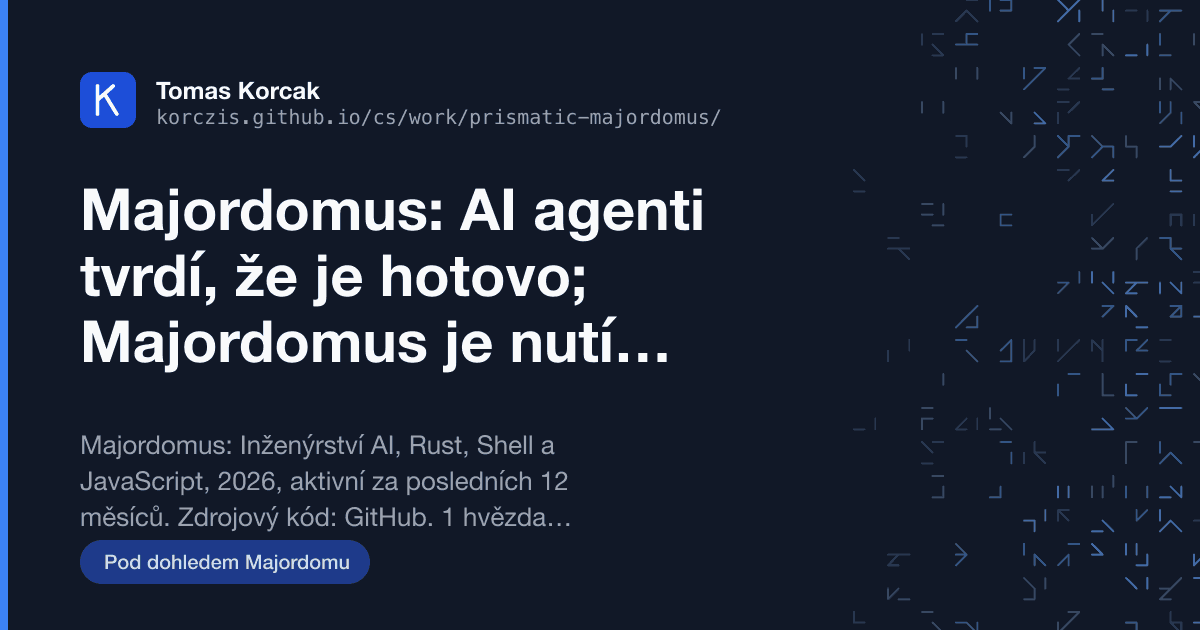 K
Tomas Korcak
korczis.github.io/cs/work/prismatic-majordomus/
Majordomus: AI agenti
tvrdí, že je hotovo;
Majordomus je nutí…
Majordomus: Inženýrství AI, Rust, Shell a
JavaScript, 2026, aktivní za posledních 12
měsíců. Zdrojový kód: GitHub. 1 hvězda…
Pod dohledem Majordomu